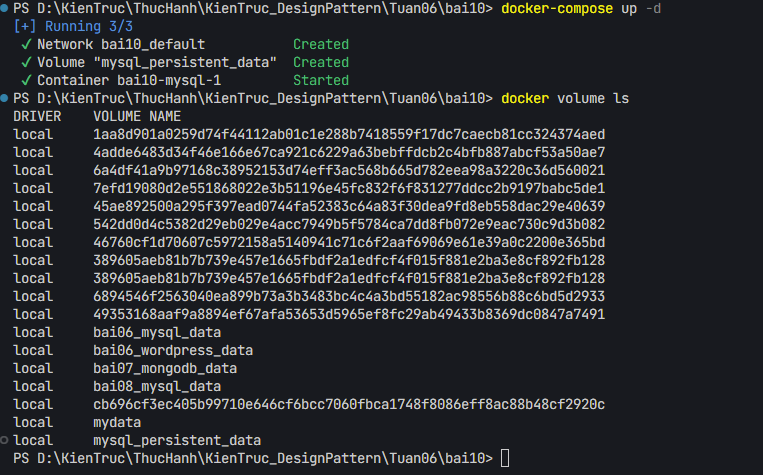 PS D:\KienTruc\ThucHanh\KienTruc_DesignPattern\Tuan06\bai10> docker-compose up -d
[+] Running 3/3
✔ Network bai10_default Created
✔ Volume "mysql_persistent_data" Created
✔ Container bai10-mysql-1 Started
PS D:\KienTruc\ThucHanh\KienTruc_DesignPattern\Tuan06\bai10> docker volume ls
DRIVER VOLUME NAME
local 1aa8d901a0259d74f44112ab01c1e288b7418559f17dc7caecb81cc324374aed
local 4adde6483d34f46e166e67ca921c6229a63bebffdcb2c4bfb887abcf53a50ae7
local 6a4df41a9b97168c38952153d74eff3ac568b665d782eea98a3220c36d560021
local 7efd19080d2e551868022e3b51196e45fc832f6f831277ddcc2b9197babc5de1
local 45ae892500a295f397ead0744fa52383c64a83f30dea9fd8eb558dac29e40639
local 542dd0d4c5382d29eb029e4acc7949b5f5784ca7dd8fb072e9eac730c9d3b082
local 46760cf1d70607c5972158a5140941c71c6f2aaf69069e61e39a0c2200e365bd
local 389605aeb81b7b739e457e1665fbdf2a1edfcf4f015f881e2ba3e8cf892fb128
local 389605aeb81b7b739e457e1665fbdf2a1edfcf4f015f881e2ba3e8cf892fb128
local 6894546f2563040ea899b73a3b3483bc4c4a3bd55182ac98556b88c6bd5d2933
local 49353168aaf9a8894ef67afa53653d5965ef8fc29ab49433b8369dc0847a7491
local bai06_mysql_data
local bai06_wordpress_data
local bai07_mongodb_data
local bai08_mysql_data
local cb696cf3ec405b99710e646cf6bcc7060fbca1748f8086eff8ac88b48cf2920c
local mydata
local mysql_persistent_data
PS D:\KienTruc\ThucHanh\KienTruc_DesignPattern\Tuan06\bai10>